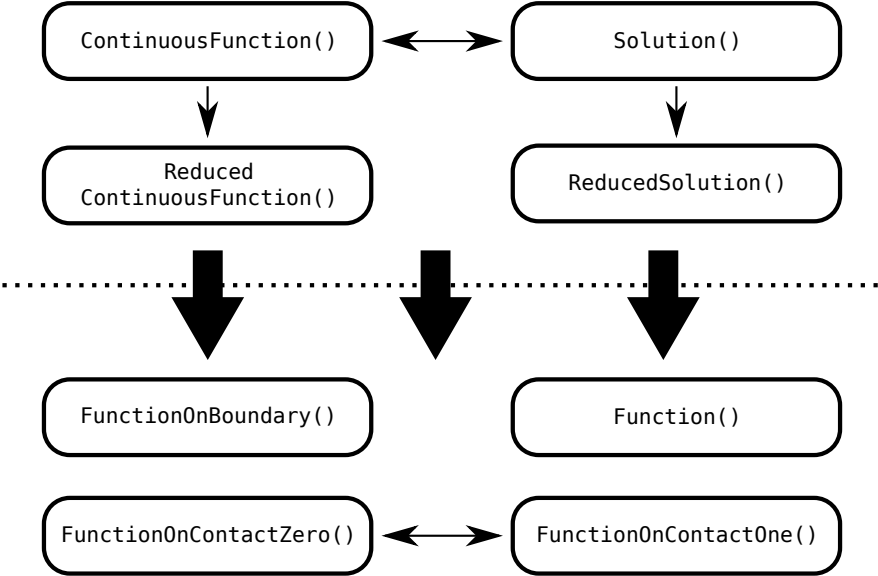 ContinuousFunction()
Solution()
Reduced
ContinuousFunction()
ReducedSolution()
FunctionOnBoundary()
Function()
FunctionOnContactZero()
FunctionOnContactOne()